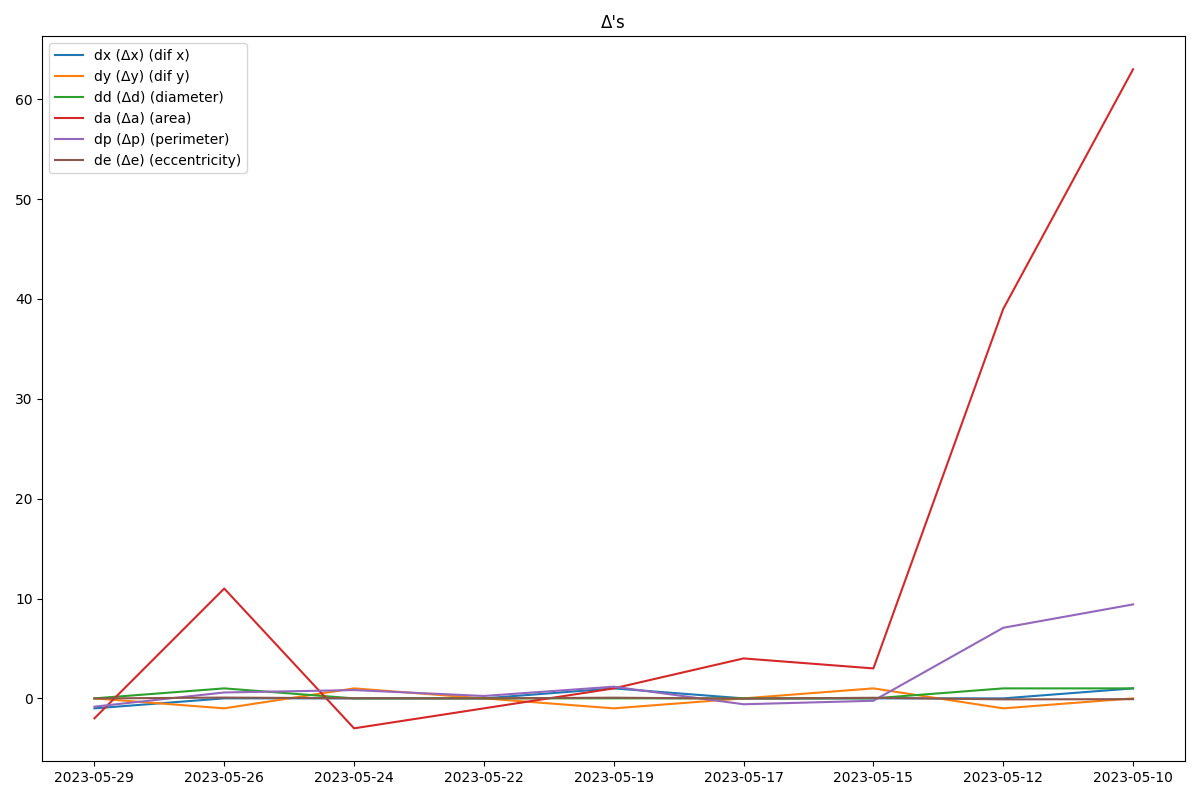 Δ's
dx (Δx) (dif x)
dy (Δy) (dif y)
dd (Δd) (diameter)
da (Δa) (area)
dp (Δp) (perimeter)
de (Δe) (eccentricity)
60
50
40
30
20
10
0
2023-05-29 2023-05-26 2023-05-24 2023-05-22 2023-05-19 2023-05-17 2023-05-15 2023-05-12 2023-05-10